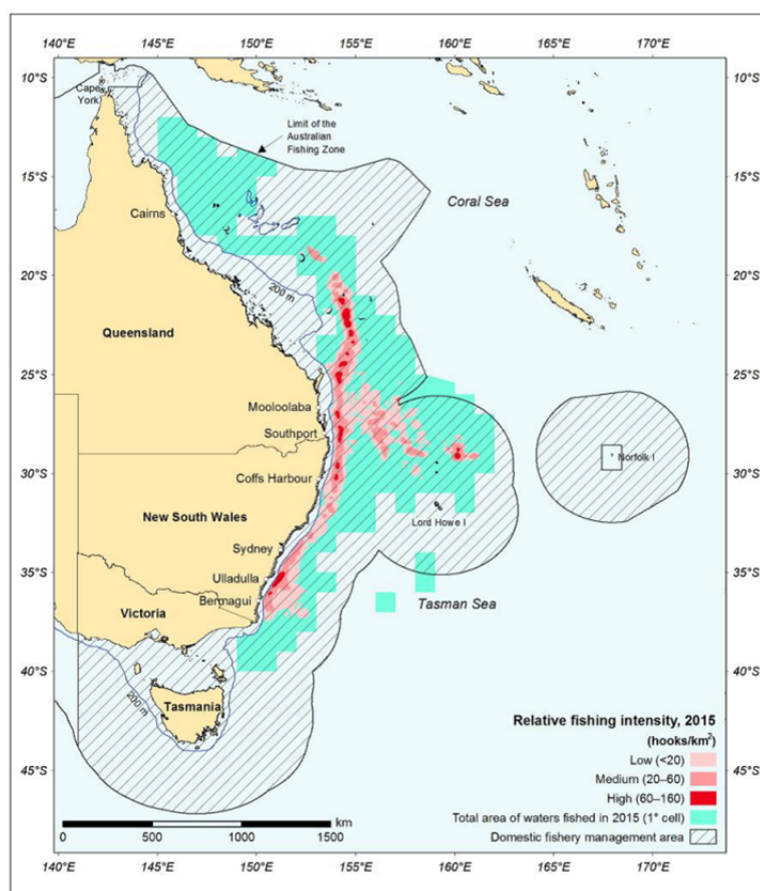 140°E 145°E 150°E 155°E 160°E 165°E 170°E
10°S 10°S
Cape
York
Limit of the
Australian
Fishing Zone
15°S 15°S
Coral Sea
Cairns
20°S 20°S
200 m
Queensland
25°S 25°S
Mooloolaba
Southport
Norfolk I
30°S 30°S
Coffs Harbour
New South Wales
Lord Howe I
Sydney
35°S 35°S
Ulladulla
Bermagui
Tasman Sea
Victoria
40°S 40°S
200 m
Tasmania
Relative fishing intensity, 2015
(hooks/km²)
45°S 45°S
Low (<20)
Medium (20–60)
High (60–160)
Total area of waters fished in 2015 (1° cell)
Domestic fishery management area
km
0 500 1000 1500
140°E 145°E 150°E 155°E 160°E 165°E 170°E